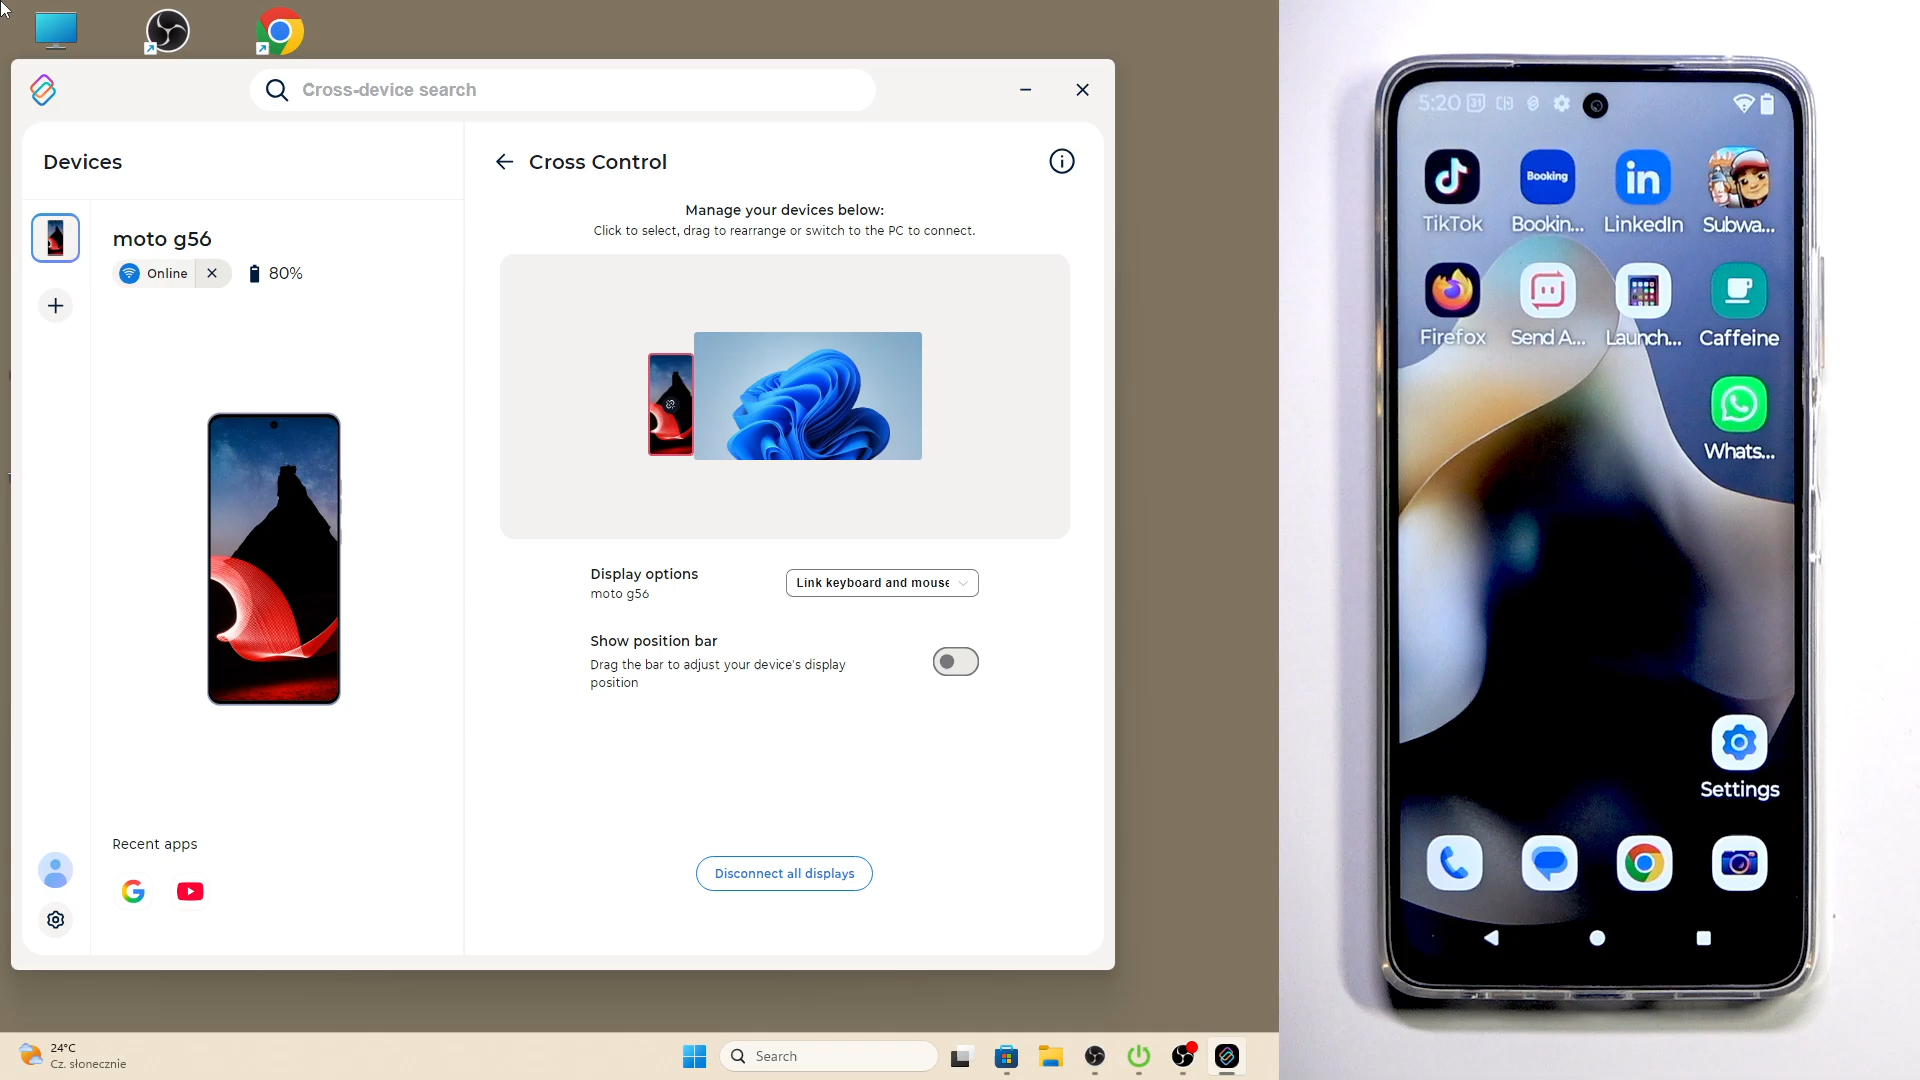 Cross-device search
Devices
Cross Control
Manage your devices below:
Click to select, drag to rearrange or switch to the PC to connect.
moto g56
Online
80%
Display options
moto g56
Link keyboard and mouse
Show position bar
Drag the bar to adjust your device's display
position
Disconnect all displays
Recent apps
24°C
Cz. słonecznie
Search
5:20
31
TikTok
Booking
Bookin...
LinkedIn
Subwa...
Firefox
Send A...
Launch...
Caffeine
Whats...
Settings